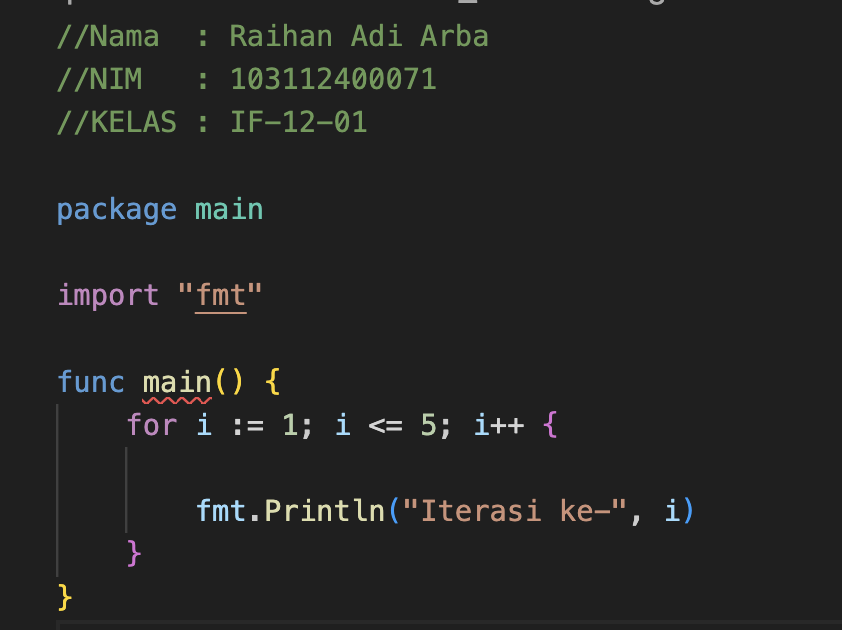 //Nama  : Raihan Adi Arba
//NIM   : 103112400071
//KELAS : IF-12-01
package main
import "fmt"
func main() {
    for i := 1; i <= 5; i++ {
        fmt.Println("Iterasi ke-", i)
    }
}